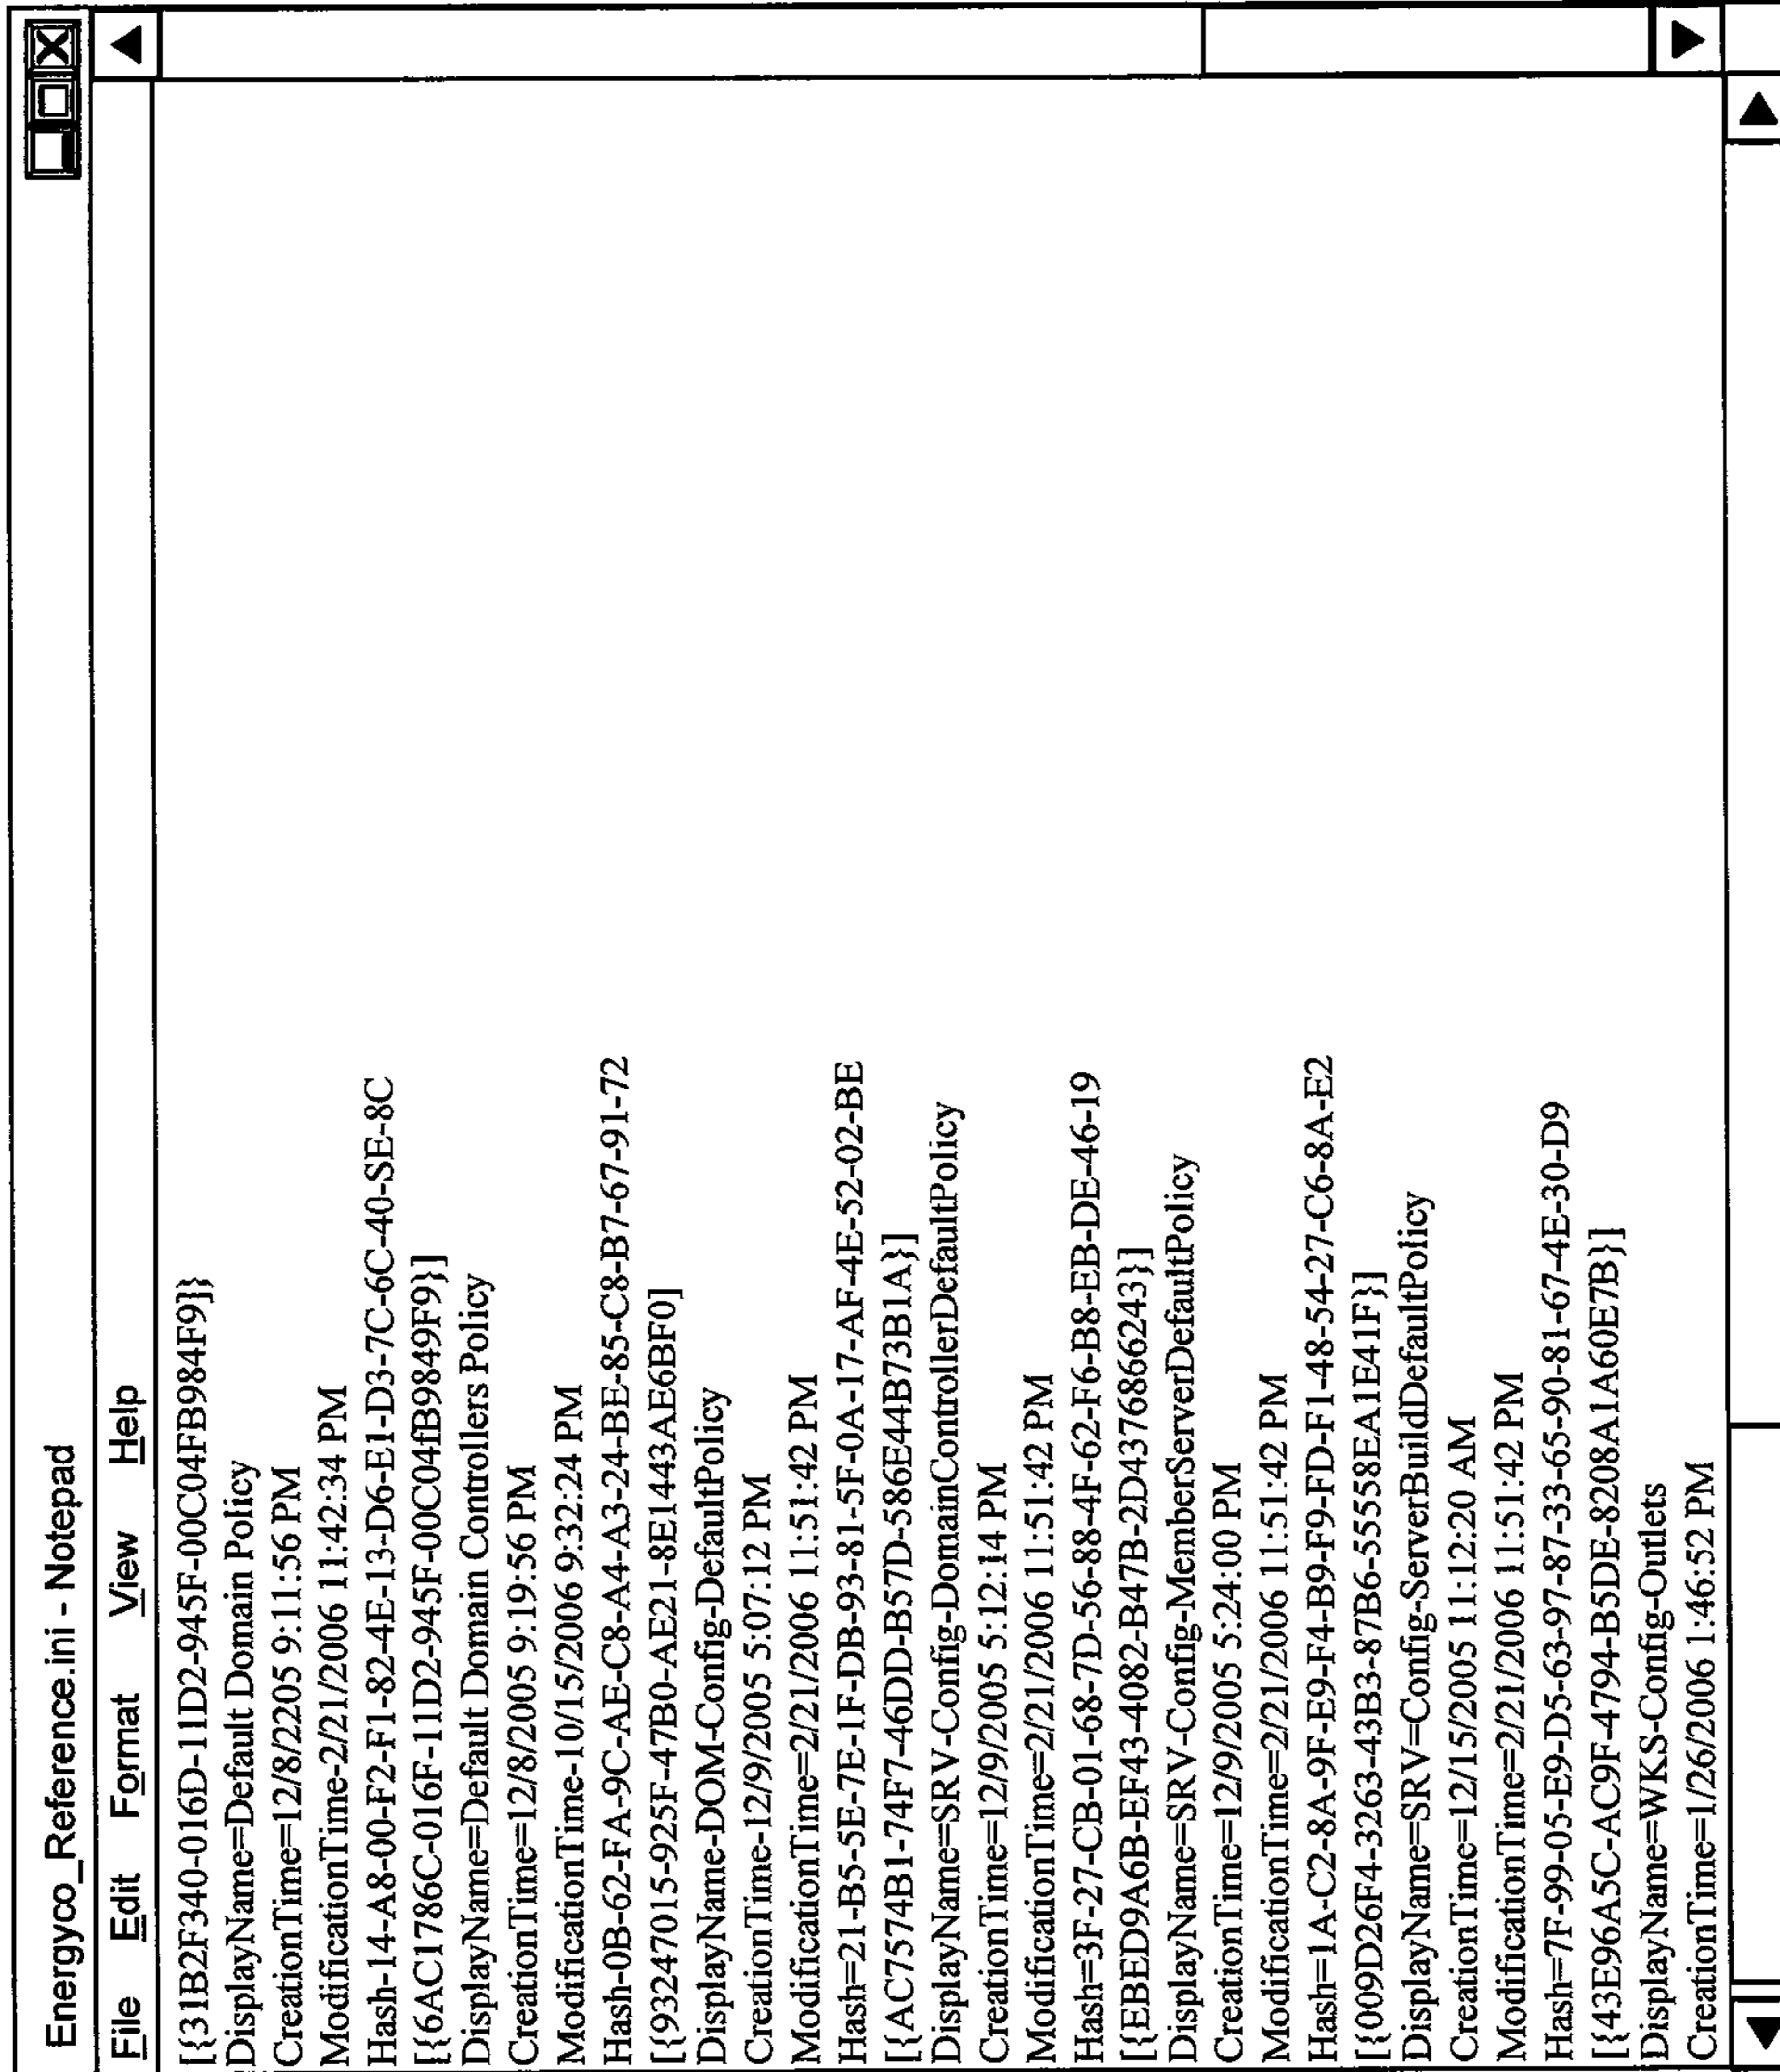 Energyco_Reference.ini - Notepad
File Edit Format View Help
[{31B2F340-016D-11D2-945F-00C04FB984F9]}
DisplayName=Default Domain Policy
CreationTime=12/8/2205 9:11:56 PM
ModificationTime-2/21/2006 11:42:34 PM
Hash-14-A8-00-F2-F1-82-4E-13-D6-E1-D3-7C-6C-40-SE-8C
[{6AC1786C-016F-11D2-945F-00C04fB9849F9}]
DisplayName=Default Domain Controllers Policy
CreationTime=12/8/2005 9:19:56 PM
ModificationTime-10/15/2006 9:32:24 PM
Hash-0B-62-FA-9C-AE-C8-A4-A3-24-BE-85-C8-B7-67-91-72
[{93247015-925F-47B0-AE21-8E1443AE6BF0]
DisplayName-DOM-Config-DefaultPolicy
CreationTime-12/9/2005 5:07:12 PM
ModificationTime=2/21/2006 11:51:42 PM
Hash=21-B5-5E-7E-1F-DB-93-81-5F-0A-17-AF-4E-52-02-BE
[{AC7574B1-74F7-46DD-B57D-586E44B73B1A}]
DisplayName=SRV-Config-DomainControllerDefaultPolicy
CreationTime=12/9/2005 5:12:14 PM
ModificationTime=2/21/2006 11:51:42 PM
Hash=3F-27-CB-01-68-7D-56-88-4F-62-F6-B8-EB-DE-46-19
[{EBED9A6B-EF43-4082-B47B-2D4376866243}]
DisplayName=SRV-Config-MemberServerDefaultPolicy
CreationTime=12/9/2005 5:24:00 PM
ModificationTime=2/21/2006 11:51:42 PM
Hash=1A-C2-8A-9F-E9-F4-B9-F9-FD-F1-48-54-27-C6-8A-E2
[{009D26F4-3263-43B3-87B6-55558EA1E41F}]
DisplayName=SRV=Config-ServerBuildDefaultPolicy
CreationTime=12/15/2005 11:12:20 AM
ModificationTime=2/21/2006 11:51:42 PM
Hash=7F-99-05-E9-D5-63-97-87-33-65-90-81-67-4E-30-D9
[{43E96A5C-AC9F-4794-B5DE-8208A1A60E7B}]
DisplayName=WKS-Config-Outlets
CreationTime=1/26/2006 1:46:52 PM